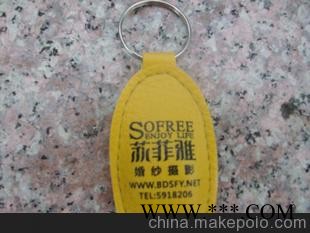 SOFREE
ENJOY LIFE
苏菲雅
婚纱摄影
WWW.BDSFY.NET
TEL:5918206
WWW.***.COM
china.makepolo.com